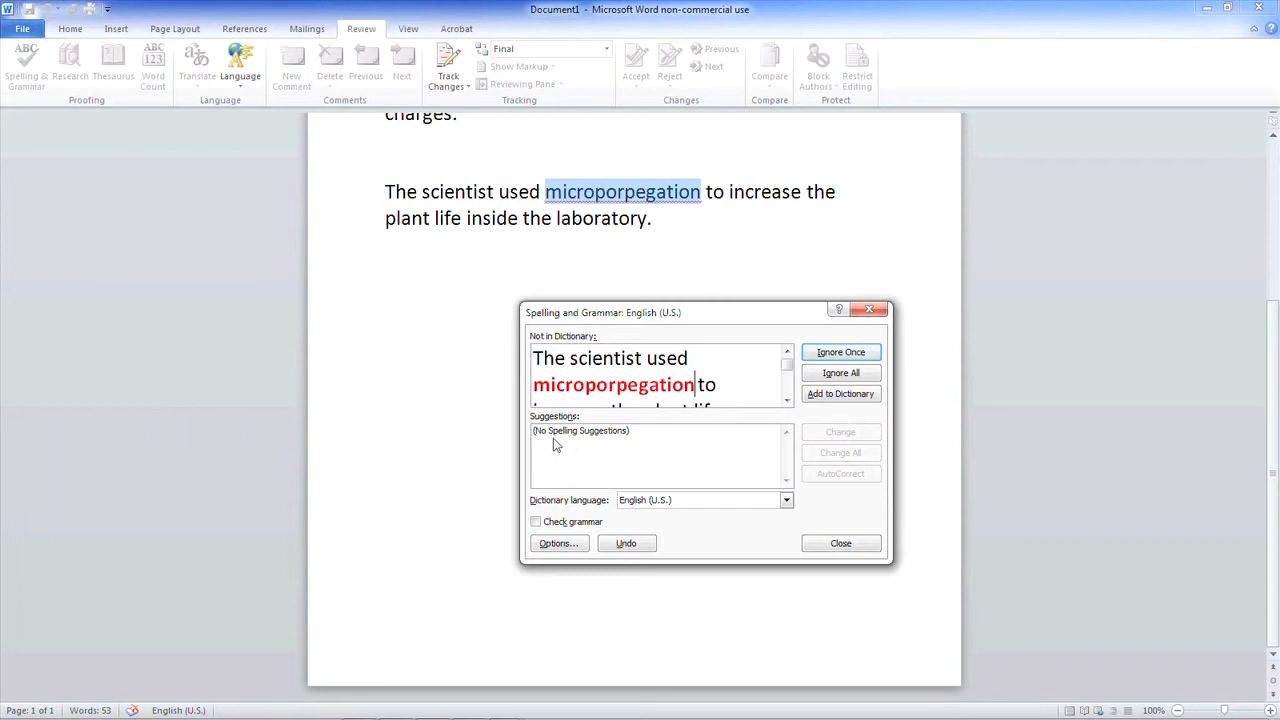 Document1 - Microsoft Word non-commercial use
File Home Insert Page Layout References Mailings Review View Acrobat
Spelling & Grammar Research Thesaurus Word Count
Proofing
Translate Language
Language
New Comment Delete Previous Next
Comments
Track Changes
Final
Show Markup
Reviewing Pane
Tracking
Accept Reject
Previous
Next
Changes
Compare
Compare
Block Authors Restrict Editing
Protect
charges.
The scientist used microporpegation to increase the
plant life inside the laboratory.
Spelling and Grammar: English (U.S.)
Not in Dictionary:
The scientist used
microporpegation to
Ignore Once
Ignore All
Add to Dictionary
Suggestions:
(No Spelling Suggestions)
Change
Change All
AutoCorrect
Dictionary language: English (U.S.)
Check grammar
Options... Undo Close
Page: 1 of 1 Words: 53 English (U.S.) 100%